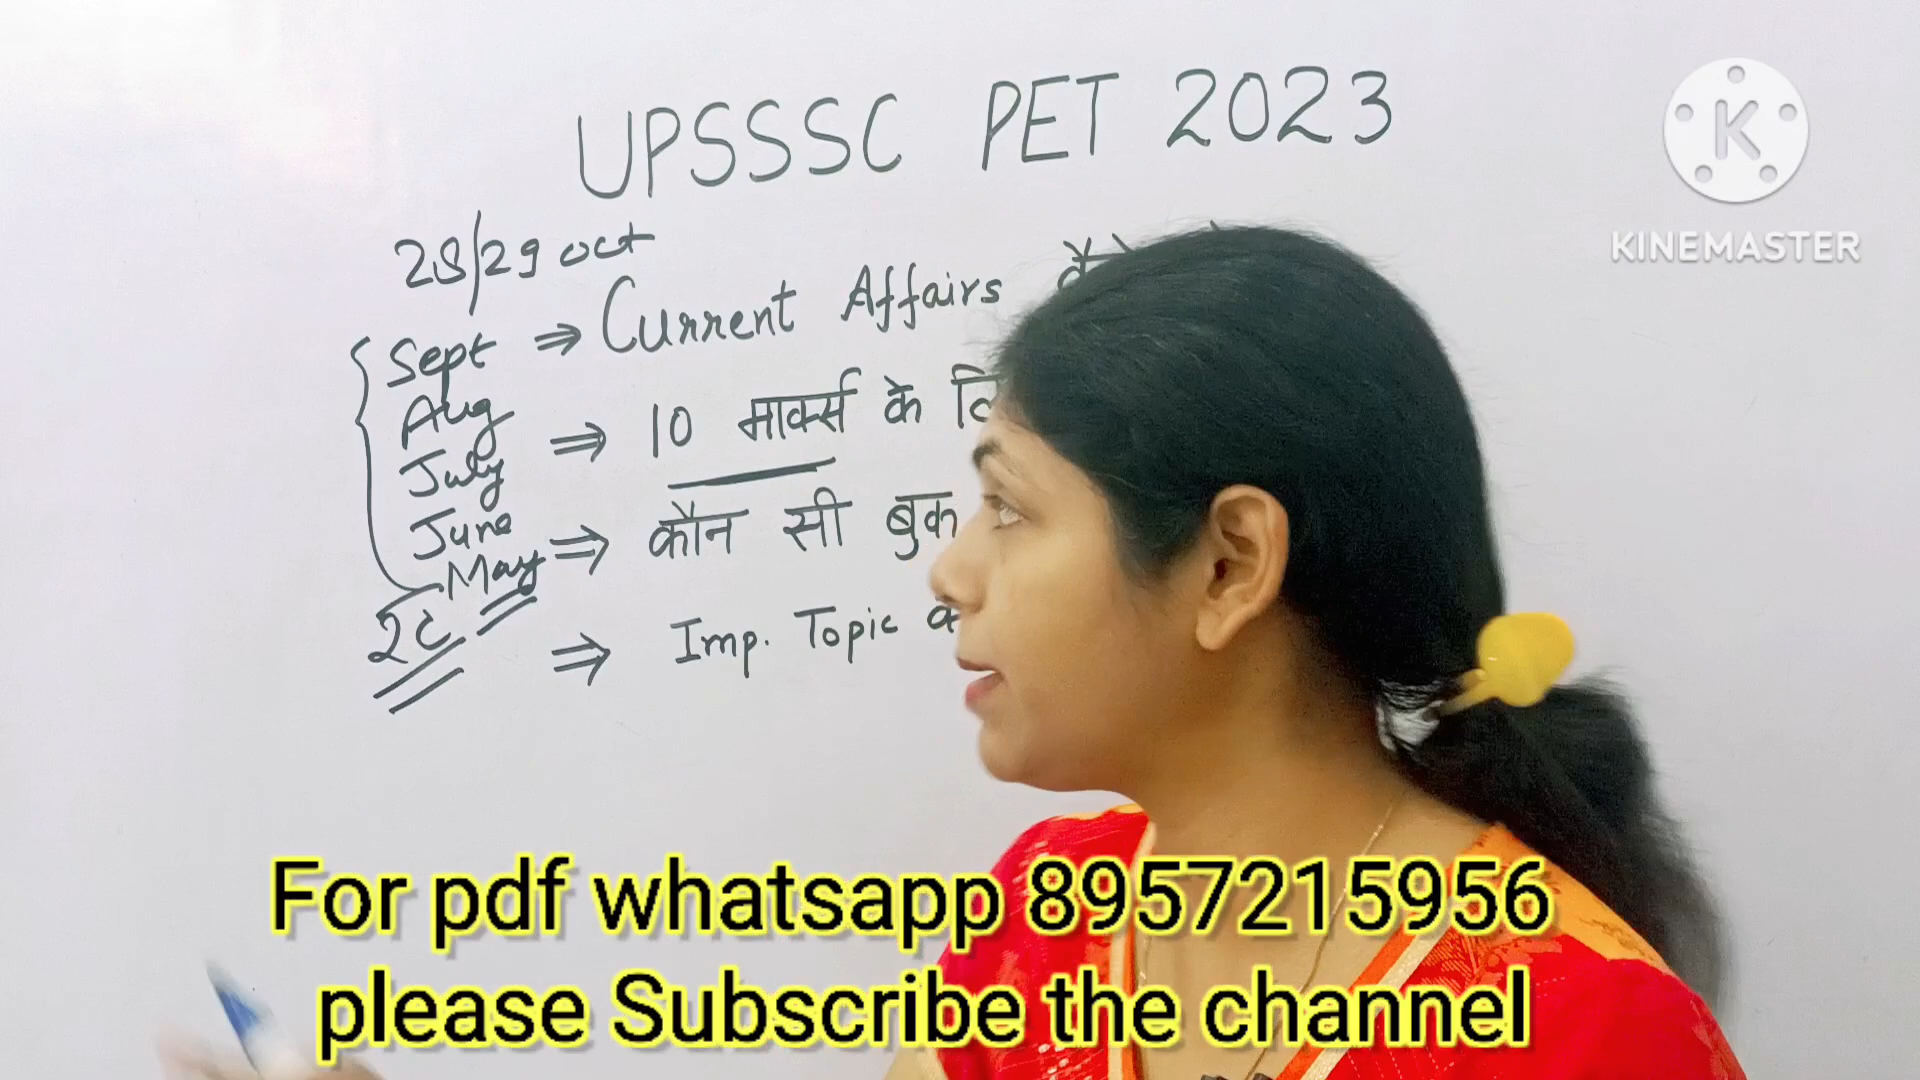 UPSSSC PET 2023
28/29 oct
Sept ⇒ Current Affairs
Aug
⇒ 10 मार्क्स के
July
June
⇒ कौन सी बुक
May
⇒ Imp. Topic
K
KINEMASTER
For pdf whatsapp 8957215956
please Subscribe the channel